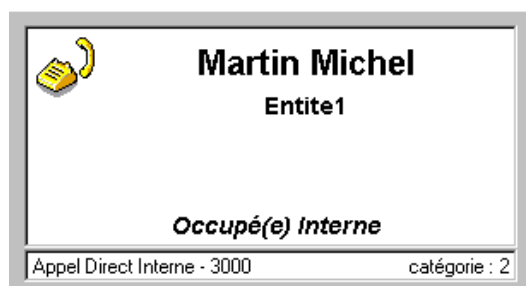 Martin Michel
Entite1
Occupé(e) Interne
Appel Direct Interne - 3000 catégorie : 2